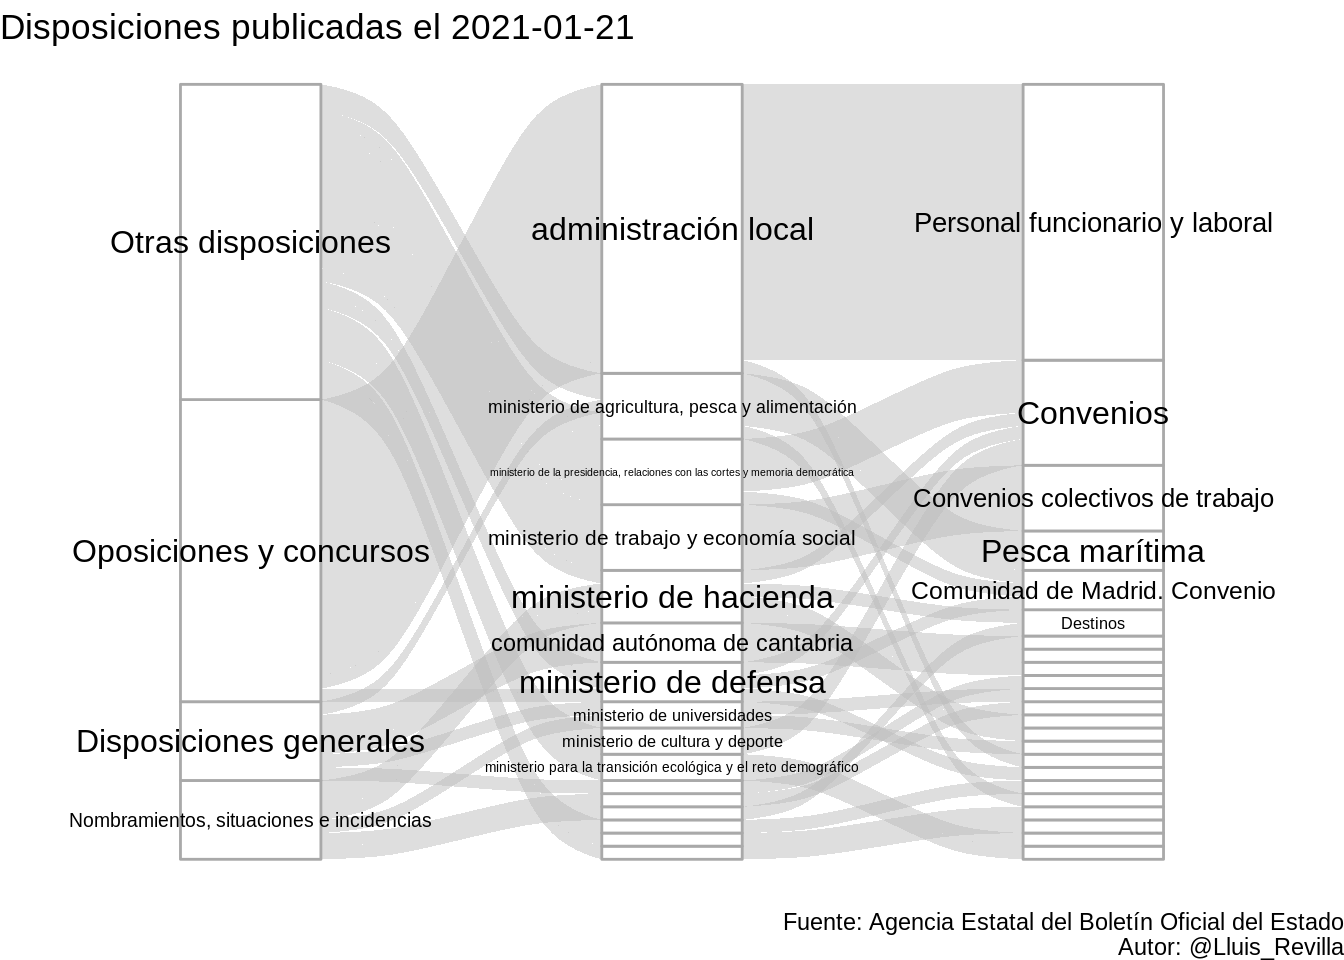 Disposiciones publicadas el 2021-01-21
Otras disposiciones
Oposiciones y concursos
Disposiciones generales
Nombramientos, situaciones e incidencias
administración local
ministerio de agricultura, pesca y alimentación
ministerio de la presidencia, relaciones con las cortes y memoria democrática
ministerio de trabajo y economía social
ministerio de hacienda
comunidad autónoma de cantabria
ministerio de defensa
ministerio de universidades
ministerio de cultura y deporte
ministerio para la transición ecológica y el reto demográfico
Personal funcionario y laboral
Convenios
Convenios colectivos de trabajo
Pesca marítima
Comunidad de Madrid. Convenio
Destinos
Fuente: Agencia Estatal del Boletín Oficial del Estado
Autor: @Lluis_Revilla